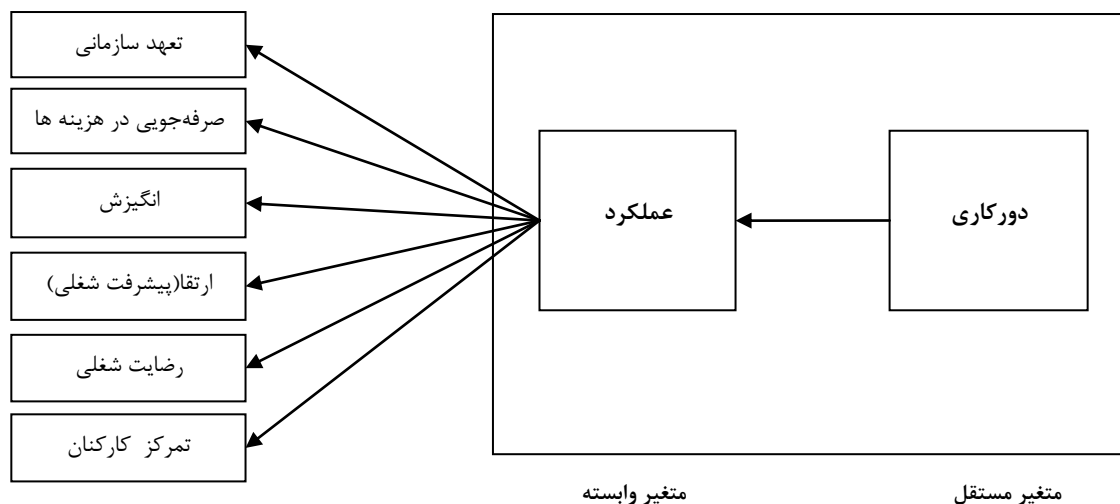 تعهد سازمانی
صرفه‌جویی در هزینه ها
انگیزش
ارتقا(پیشرفت شغلی)
رضایت شغلی
تمرکز کارکنان
دورکاری
عملکرد
متغیر مستقل
متغیر وابسته